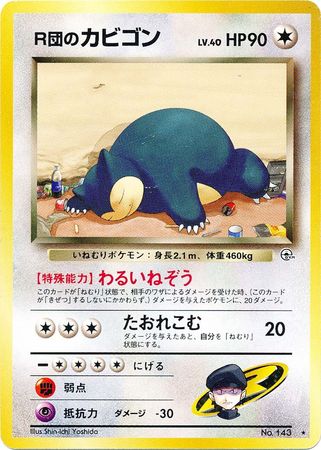 R団のカビゴン LV.40 HP90
いねむりポケモン：身長2.1m、体重460kg
【特殊能力】わるいねぞう
このカードが「ねむり」状態で、相手のワザによるダメージを受けた時、（このカード
が「きぜつ」するしないにかかわらず、）ダメージを与えたポケモンに、20ダメージ。
たおれこむ 20
ダメージを与えたあと、自分を「ねむり」
状態にする。
にげる
弱点
抵抗力 ダメージ -30
Illus.Shin-ichi Yoshida No. 143